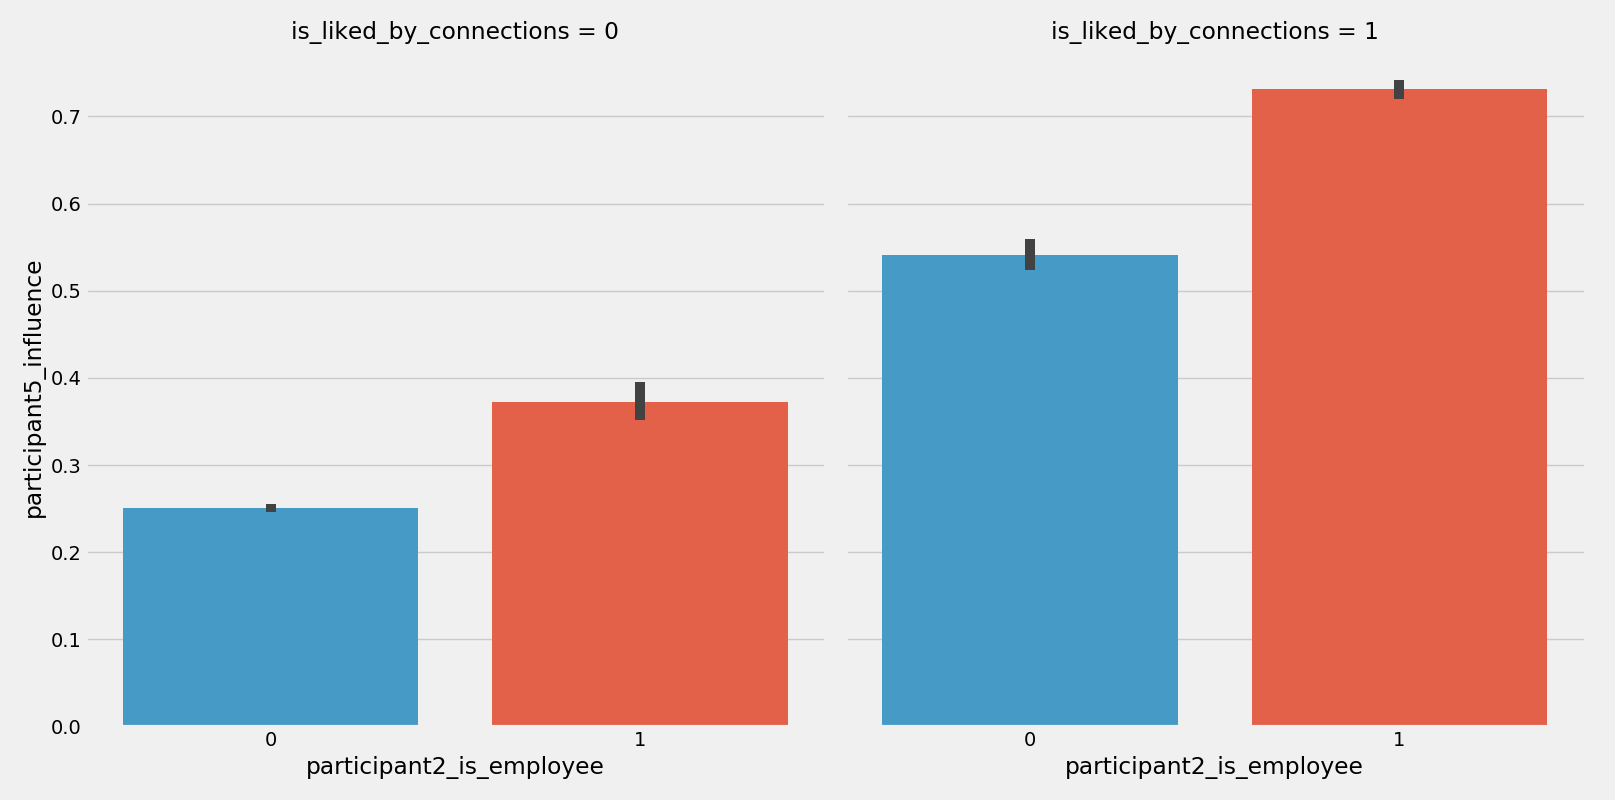 is_liked_by_connections = 0
is_liked_by_connections = 1
participant5_influence
0.7
0.6
0.5
0.4
0.3
0.2
0.1
0.0
0
1
0
1
participant2_is_employee
participant2_is_employee